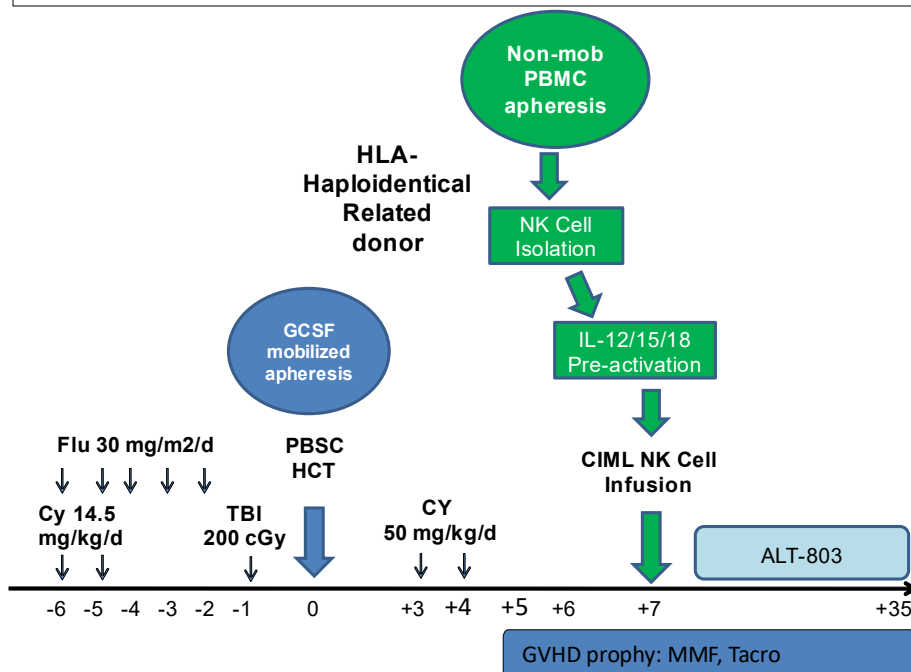 Non-mob
PBMC
apheresis
HLA-
Haploidentical
Related
donor
NK Cell
Isolation
GCSF
mobilized
apheresis
IL-12/15/18
Pre-activation
Flu 30 mg/m2/d
PBSC
HCT
CIML NK Cell
Infusion
Cy 14.5
mg/kg/d
TBI
200 cGy
CY
50 mg/kg/d
ALT-803
-6 -5 -4 -3 -2 -1 0 +3 +4 +5 +6 +7 +35
GVHD prophy: MMF, Tacro